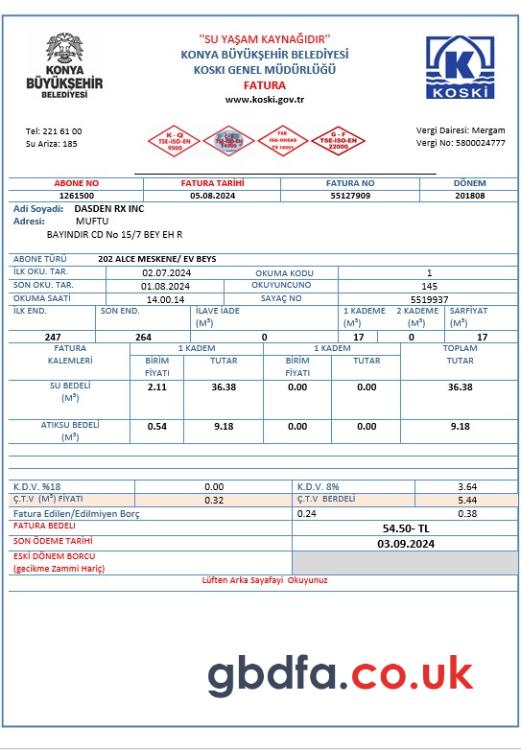 "SU YAŞAM KAYNAĞIDIR"
KONYA BÜYÜKŞEHİR BELEDİYESİ
KOSKI GENEL MÜDÜRLÜĞÜ
FATURA
www.koski.gov.tr
KONYA
BÜYÜKŞEHİR
BELEDİYESİ
K
KOSKİ
Tel: 221 61 00
Su Ariza: 185
K - Q
TSE-ISO-EN
9000
TSE
ISO-OHSAS
TS 18001
G - F
TSE-ISO-EN
22000
Vergi Dairesi: Mergam
Vergi No: 5800024777
ABONE NO FATURA TARİHİ FATURA NO DÖNEM
1261500 05.08.2024 55127909 201808
Adi Soyadi: DASDEN RX INC
Adresi: MUFTU
BAYINDIR CD No 15/7 BEY EH R
ABONE TÜRÜ 202 ALCE MESKENE/ EV BEYS
İLK OKU. TAR. 02.07.2024 OKUMA KODU 1
SON OKU. TAR. 01.08.2024 OKUYUCUNO 145
OKUMA SAATİ 14.00.14 SAYAÇ NO 5519937
İLK END. SON END. İLAVE İADE (M³) 1 KADEME (M³) 2 KADEME (M³) SARFİYAT (M³)
247 264 0 17 0 17
FATURA KALEMLERİ 1 KADEM 1 KADEM TOPLAM TUTAR
BİRİM FİYATI TUTAR BİRİM FİYATI TUTAR
SU BEDELİ (M³) 2.11 36.38 0.00 0.00 36.38
ATIKSU BEDELİ (M³) 0.54 9.18 0.00 0.00 9.18
K.D.V. %18 0.00 K.D.V. 8% 3.64
Ç.T.V (M³) FİYATI 0.32 Ç.T.V BERDELİ 5.44
Fatura Edilen/Edilmiyen Borç 0.24 0.38
FATURA BEDELI 54.50- TL
SON ÖDEME TARİHİ 03.09.2024
ESKİ DÖNEM BORCU
(gecikme Zammi Hariç)
Lüften Arka Sayafayi Okuyunuz
gbdfa.co.uk